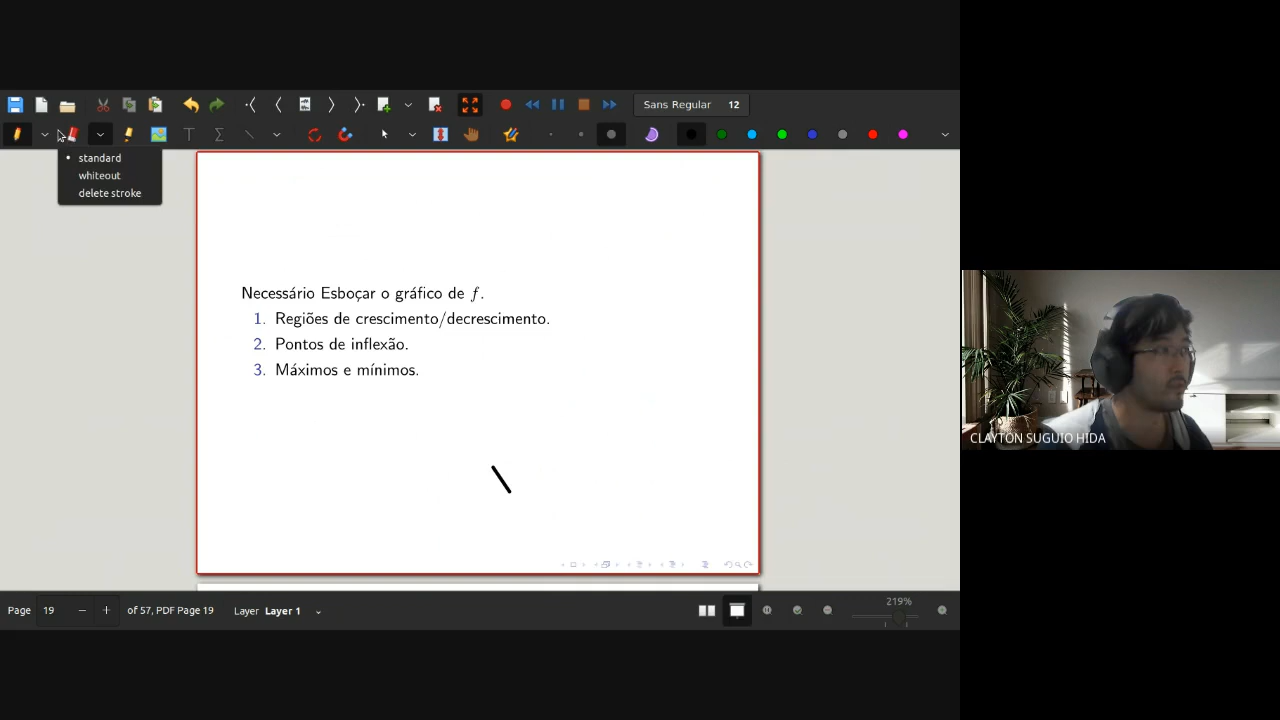 Sans Regular 12
standard
whiteout
delete stroke
Necessário Esboçar o gráfico de f.
1. Regiões de crescimento/decrescimento.
2. Pontos de inflexão.
3. Máximos e mínimos.
CLAYTON SUGUIO HIDA
Page 19 − + of 57, PDF Page 19 Layer Layer 1 219%